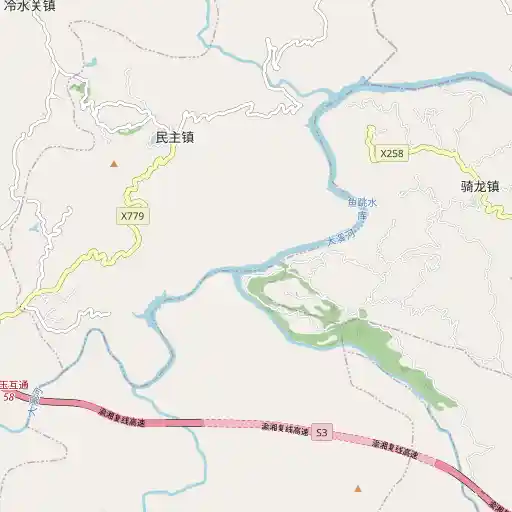 冷水关镇
民主镇
X258
骑龙镇
鱼跳水
库
X779
大溪河
玉互通
58
渝湘复线高速
渝湘复线高速
S3
渝湘复线高速